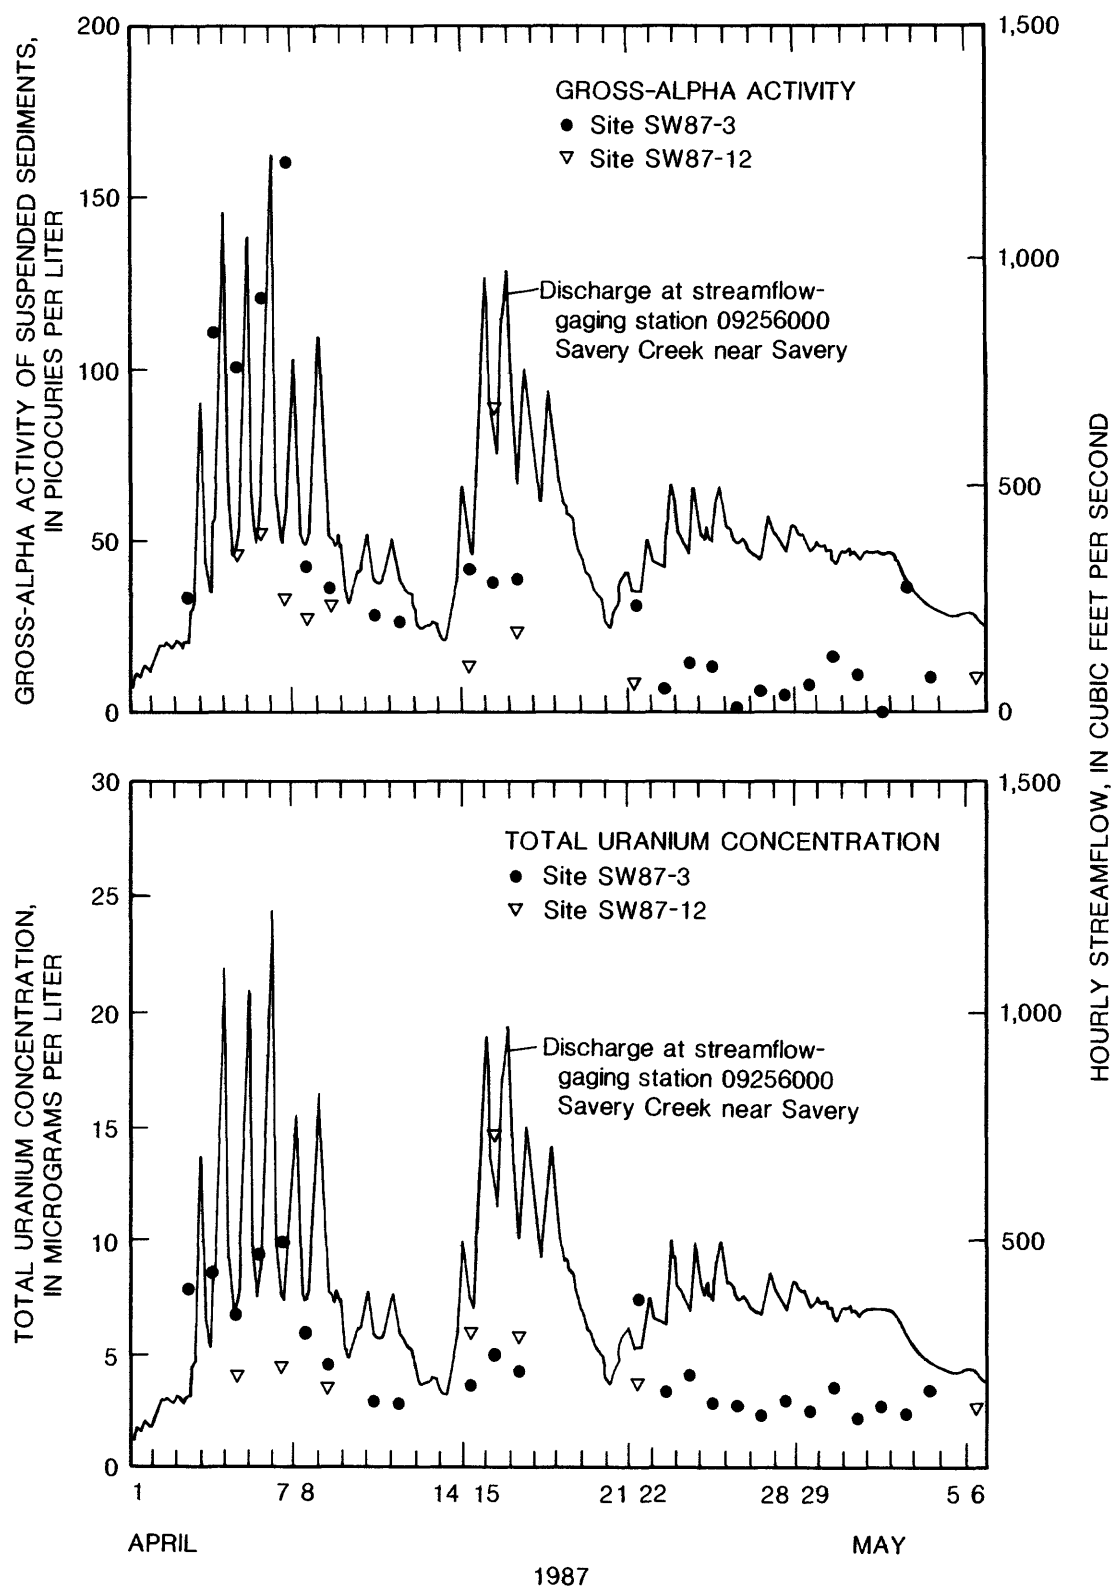 GROSS-ALPHA ACTIVITY OF SUSPENDED SEDIMENTS,
IN PICOCURIES PER LITER
200
150
100
50
0
GROSS-ALPHA ACTIVITY
Site SW87-3
Site SW87-12
Discharge at streamflow-
gaging station 09256000
Savery Creek near Savery
1,500
1,000
500
0
HOURLY STREAMFLOW, IN CUBIC FEET PER SECOND
TOTAL URANIUM CONCENTRATION,
IN MICROGRAMS PER LITER
30
25
20
15
10
5
0
TOTAL URANIUM CONCENTRATION
Site SW87-3
Site SW87-12
Discharge at streamflow-
gaging station 09256000
Savery Creek near Savery
1,500
1,000
500
1 7 8 14 15 21 22 28 29 5 6
APRIL MAY
1987